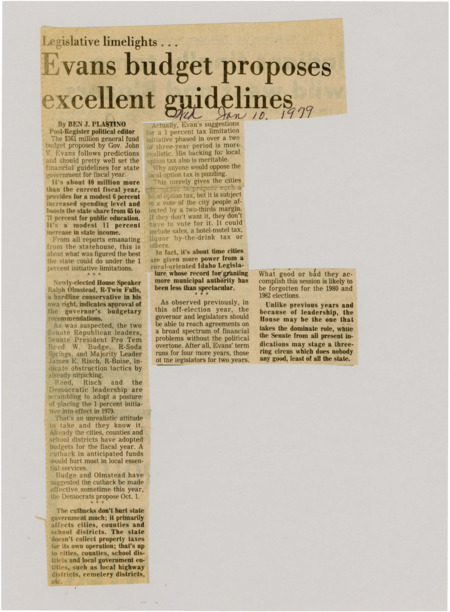 Legislative limelights . . .
Evans budget proposes
excellent guidelines
Wed Jan 10, 1979
By BEN J. PLASTINO
Post-Register political editor
The $361 million general fund
budget proposed by Gov. John
V. Evans follows predictions
and should pretty well set the
financial guidelines for state
government for fiscal year.
It's about 46 million more
than the current fiscal year,
provides for a modest 6 percent
increased spending level and
boosts the state share from 65 to
71 percent for public education.
It's a modest 11 percent
increase in state income.
From all reports emanating
from the statehouse, this is
about what was figured the best
the state could do under the 1
percent initiative limitations.
* * *
Newly-elected House Speaker
Ralph Olmstead, R-Twin Falls,
a hardline conservative in his
own right, indicates approval of
the governor's budgetary
recommendations.
As was suspected, the two
Senate Republican leaders,
Senate President Pro Tem
Reed W. Budge, R-Soda
Springs, and Majority Leader
James E. Risch, R-Boise, in-
dicate obstruction tactics by
already nitpicking.
Reed, Risch and the
Democratic leadership are
scrambling to adopt a posture
of placing the 1 percent initia-
tive into effect in 1979.
That's an unrealistic attitude
to take and they know it.
Already the cities, counties and
school districts have adopted
budgets for the fiscal year. A
cutback in anticipated funds
would hurt most in local essen-
tial services.
Budge and Olmstead have
suggested the cutback be made
effective sometime this year,
the Democrats propose Oct. 1.
* * *
The cutbacks don't hurt state
government much; it primarily
affects cities, counties and
school districts. The state
doesn't collect property taxes
for its own operation; that's up
to cities, counties, school dis-
tricts and local government en-
tities, such as local highway
districts, cemetery districts,
etc.
Actually, Evan's suggestions
for a 1 percent tax limitation
initiative phased in over a two
or three-year period is more
realistic. His backing for local
option tax also is meritable.
Why anyone would oppose the
local option tax is puzzling.
This merely gives the cities
local option tax, but it is subject
to a vote of the city people af-
fected by a two-thirds margin.
If they don't want it, they don't
have to vote for it. It could
include sales, a hotel-motel tax,
liquor by-the-drink tax or
others.
In fact, it's about time cities
are given more power from a
rural-oriented Idaho Legisla-
ture whose record for granting
more municipal authority has
been less than spectacular.
* * *
As observed previously, in
this off-election year, the
governor and legislators should
be able to reach agreements on
a broad spectrum of financial
problems without the political
overtone. After all, Evans' term
runs for four more years, those
of the legislators for two years.
What good or bad they ac-
complish this session is likely to
be forgotten for the 1980 and
1982 elections.
Unlike previous years and
because of leadership, the
House may be the one that
takes the dominate role, while
the Senate from all present in-
dications may stage a three-
ring circus which does nobody
any good, least of all the state.